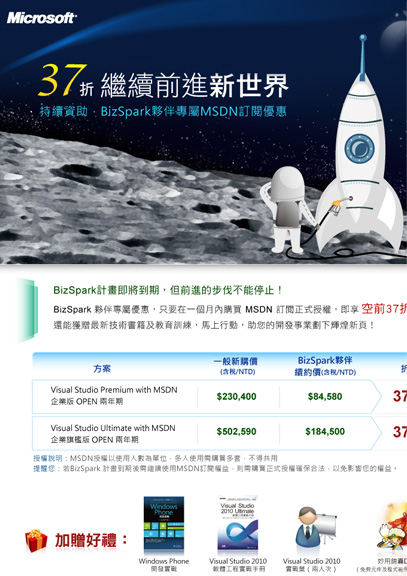 Microsoft
37折 繼續前進新世界
持續資助，BizSpark夥伴專屬MSDN訂閱優惠
BizSpark計畫即將到期，但前進的步伐不能停止！
BizSpark 夥伴專屬優惠，只要在一個月內購買 MSDN 訂閱正式授權，即享 空前37折
還能獲贈最新技術書籍及教育訓練，馬上行動，助您的開發事業劃下輝煌新頁！
方案
一般新購價
(含稅/NTD)
BizSpark夥伴
續約價(含稅/NTD)
折
Visual Studio Premium with MSDN
企業版 OPEN 兩年期
$230,400
$84,580
37
Visual Studio Ultimate with MSDN
企業旗艦版 OPEN 兩年期
$502,590
$184,500
37
授權說明：MSDN授權以使用人數為單位，多人使用需購買多套，不得共用
提醒您：若BizSpark 計畫到期後需繼續使用MSDN訂閱權益，則需購買正式授權確保合法，以免影響您的權益。
加贈好禮：
Windows
Phone
Visual Studio
2010 Ultimate
Windows Phone
開發實戰
Visual Studio 2010
軟體工程實戰手冊
Visual Studio 2010
實戰營（兩人次）